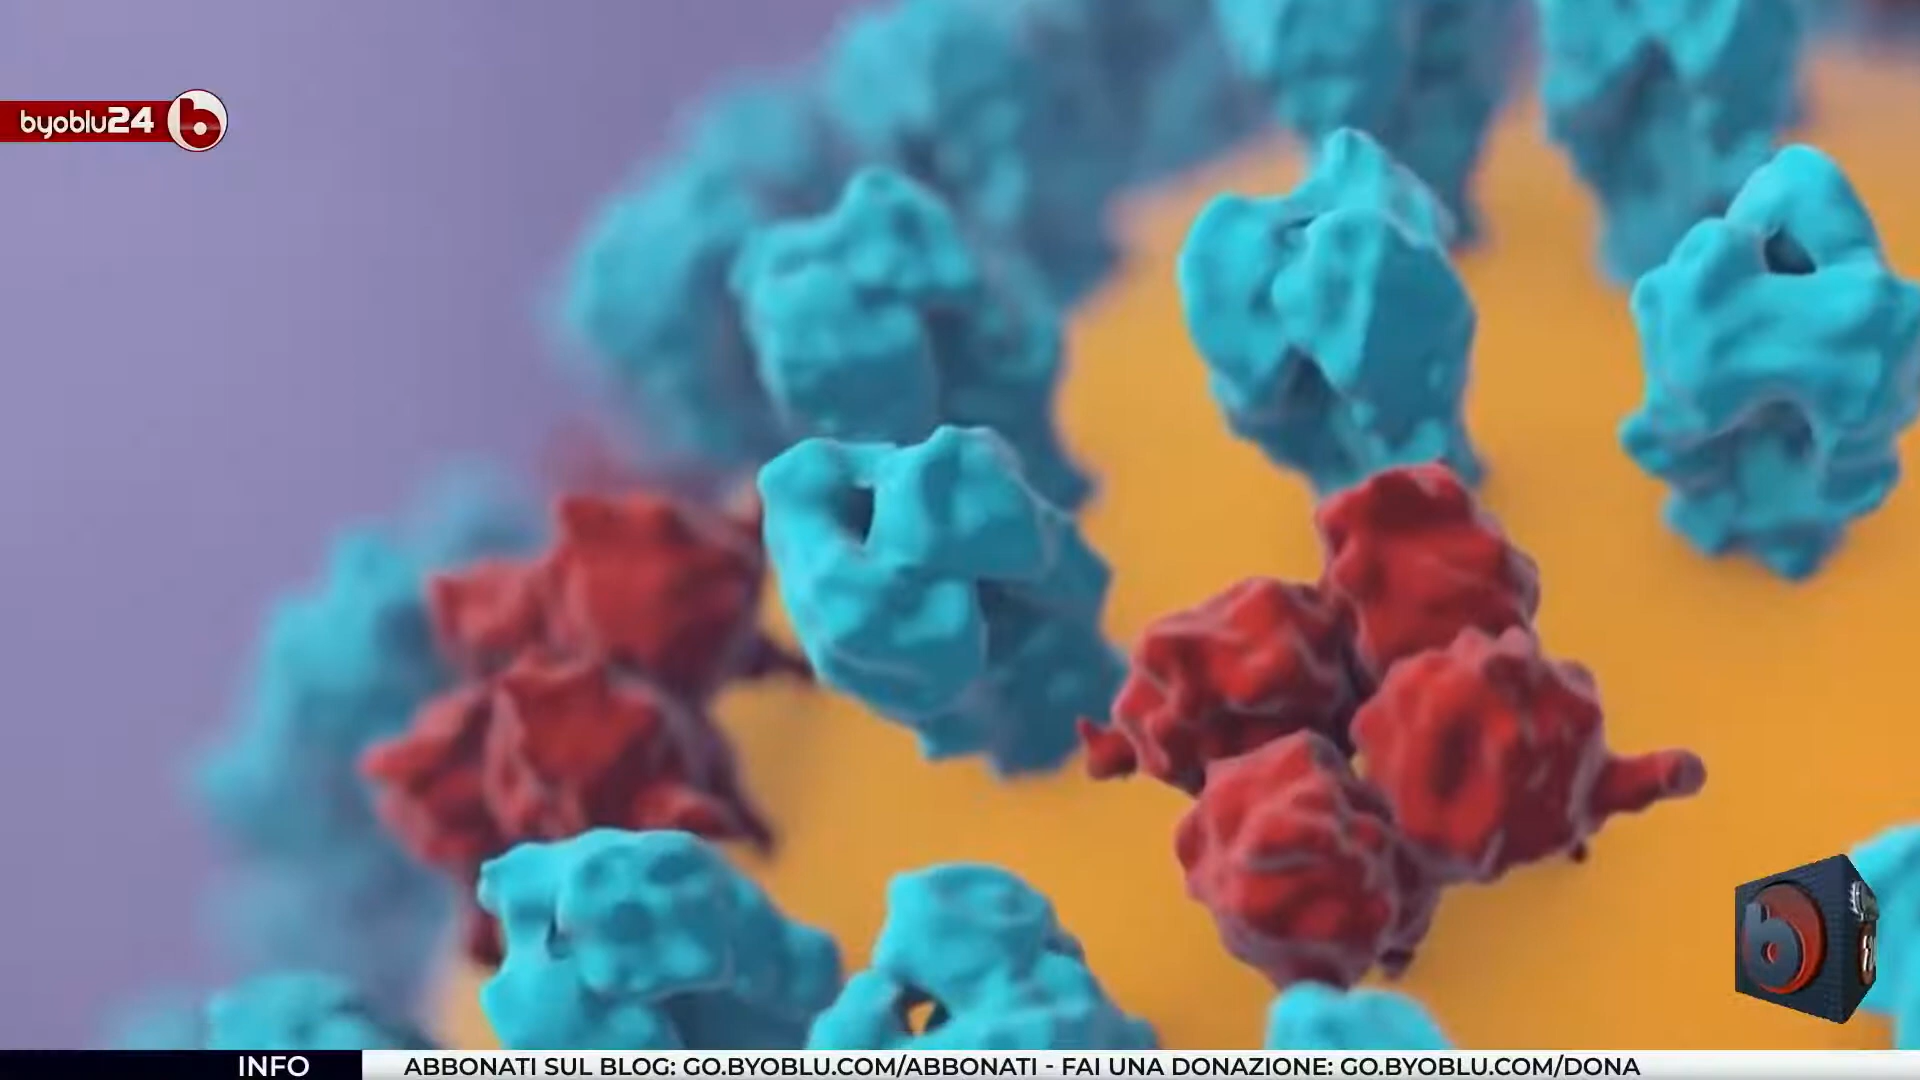 byoblu24 b
b
INFO
ABBONATI SUL BLOG: GO.BYOBLU.COM/ABBONATI - FAI UNA DONAZIONE: GO.BYOBLU.COM/DONA